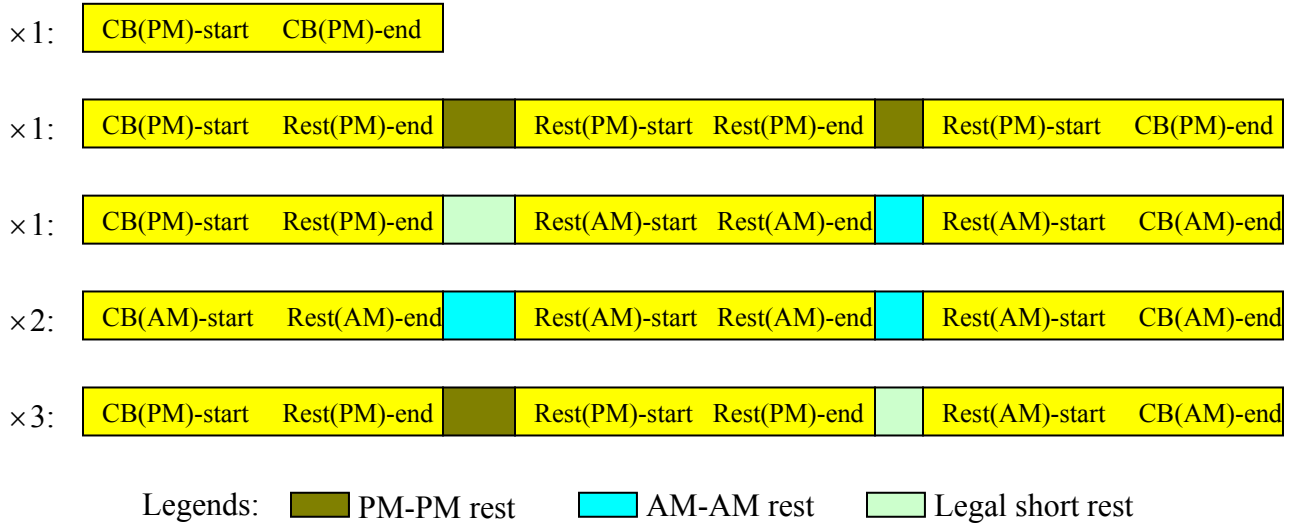 ×1: CB(PM)-start CB(PM)-end
×1: CB(PM)-start Rest(PM)-end Rest(PM)-start Rest(PM)-end Rest(PM)-start CB(PM)-end
×1: CB(PM)-start Rest(PM)-end Rest(AM)-start Rest(AM)-end Rest(AM)-start CB(AM)-end
×2: CB(AM)-start Rest(AM)-end Rest(AM)-start Rest(AM)-end Rest(AM)-start CB(AM)-end
×3: CB(PM)-start Rest(PM)-end Rest(PM)-start Rest(PM)-end Rest(AM)-start CB(AM)-end
Legends: PM-PM rest AM-AM rest Legal short rest